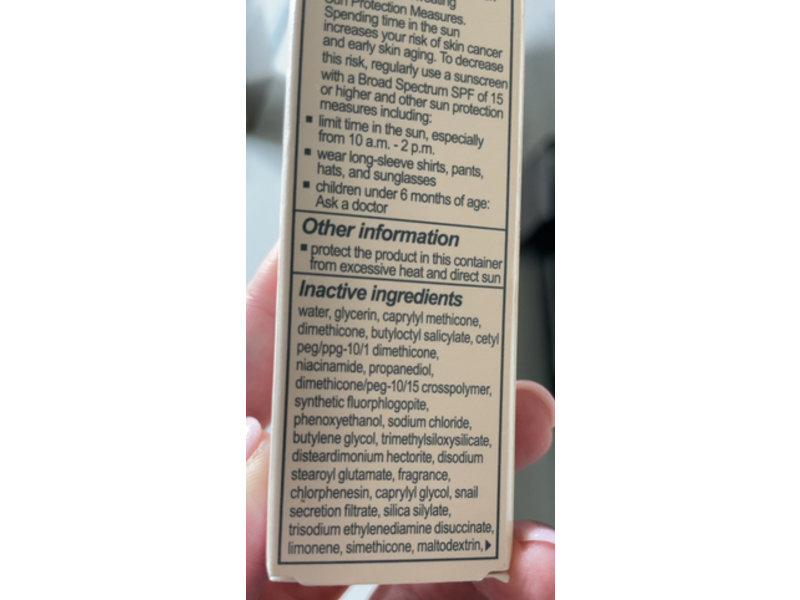 Sun Protection Measures.
Spending time in the sun
increases your risk of skin cancer
and early skin aging. To decrease
this risk, regularly use a sunscreen
with a Broad Spectrum SPF of 15
or higher and other sun protection
measures including:
▪ limit time in the sun, especially
from 10 a.m. - 2 p.m.
▪ wear long-sleeve shirts, pants,
hats, and sunglasses
▪ children under 6 months of age:
Ask a doctor
Other information
▪ protect the product in this container
from excessive heat and direct sun
Inactive ingredients
water, glycerin, caprylyl methicone,
dimethicone, butyloctyl salicylate, cetyl
peg/ppg-10/1 dimethicone,
niacinamide, propanediol,
dimethicone/peg-10/15 crosspolymer,
synthetic fluorphlogopite,
phenoxyethanol, sodium chloride,
butylene glycol, trimethylsiloxysilicate,
disteardimonium hectorite, disodium
stearoyl glutamate, fragrance,
chlorphenesin, caprylyl glycol, snail
secretion filtrate, silica silylate,
trisodium ethylenediamine disuccinate,
limonene, simethicone, maltodextrin,▶